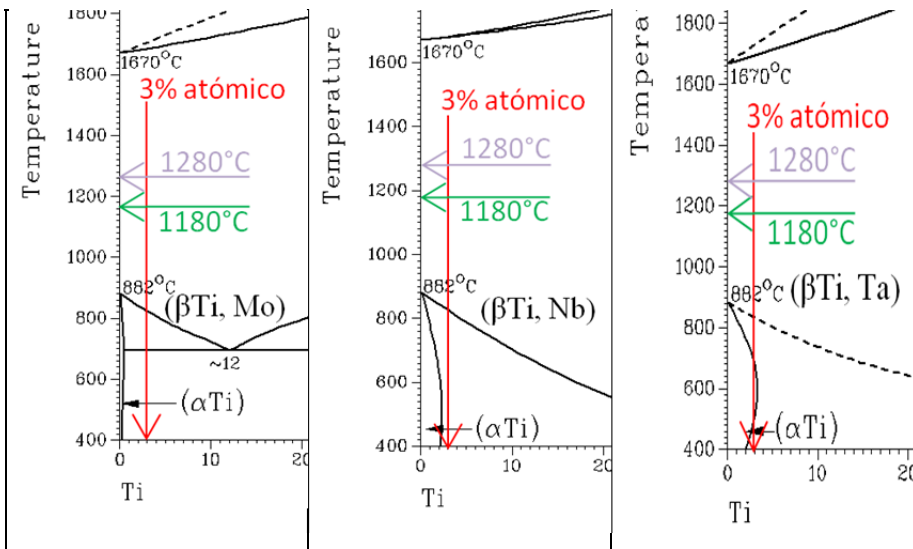 Temperature
1800
1600
1400
1200
1000
800
600
400
1670°C
3% atómico
1280°C
1180°C
882°C
(βTi, Mo)
~12
(αTi)
0
10
20
Ti
Temperature
1800
1600
1400
1200
1000
800
600
400
1670°C
3% atómico
1280°C
1180°C
882°C
(βTi, Nb)
(αTi)
0
10
20
Ti
Tempera
1800
1600
1400
1200
1000
800
600
400
1670°C
3% atómico
1280°C
1180°C
882°C
(βTi, Ta)
(αTi)
0
10
20
Ti